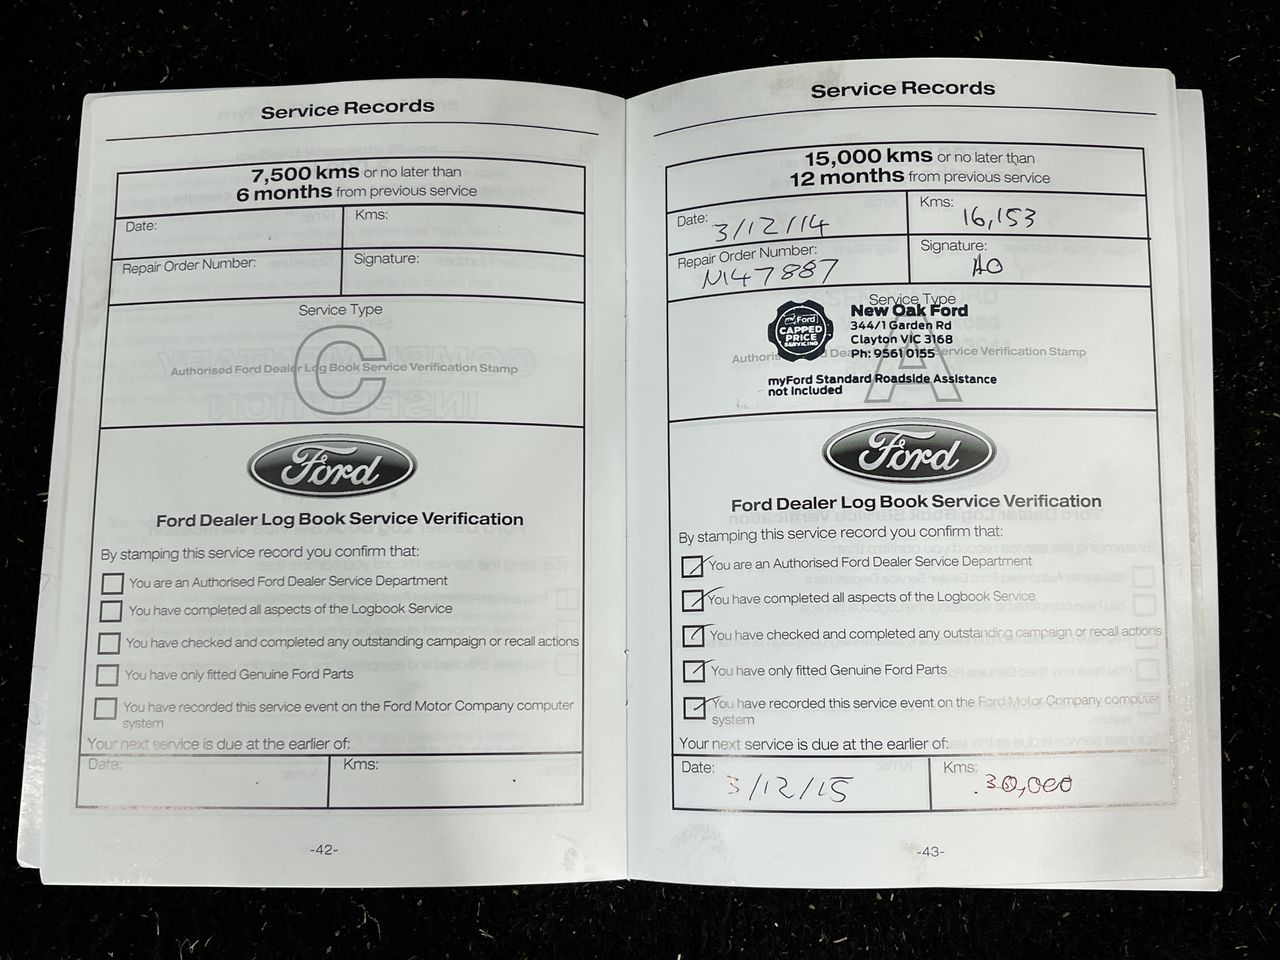 Service Records
7,500 kms or no later than
6 months from previous service
Date:
Kms:
Repair Order Number:
Signature:
Service Type
C
Authorised Ford Dealer Log Book Service Verification Stamp
Ford
Ford Dealer Log Book Service Verification
By stamping this service record you confirm that:
You are an Authorised Ford Dealer Service Department
You have completed all aspects of the Logbook Service
You have checked and completed any outstanding campaign or recall actions
You have only fitted Genuine Ford Parts
You have recorded this service event on the Ford Motor Company computer
system
Your next service is due at the earlier of:
Date:
Kms:
-42-
Service Records
15,000 kms or no later than
12 months from previous service
Date: 3/12/14
Kms: 16,153
Repair Order Number: N147887
Signature: AO
Service Type
A
myFord
CAPPED
PRICE
SERVICING
New Oak Ford
344/1 Garden Rd
Clayton VIC 3168
Ph: 9561 0155
Service Verification Stamp
myFord Standard Roadside Assistance
not included
Ford
Ford Dealer Log Book Service Verification
By stamping this service record you confirm that:
You are an Authorised Ford Dealer Service Department
You have completed all aspects of the Logbook Service
You have checked and completed any outstanding campaign or recall actions
You have only fitted Genuine Ford Parts
You have recorded this service event on the Ford Motor Company computer
system
Your next service is due at the earlier of:
Date: 3/12/15
Kms: 30,000
-43-